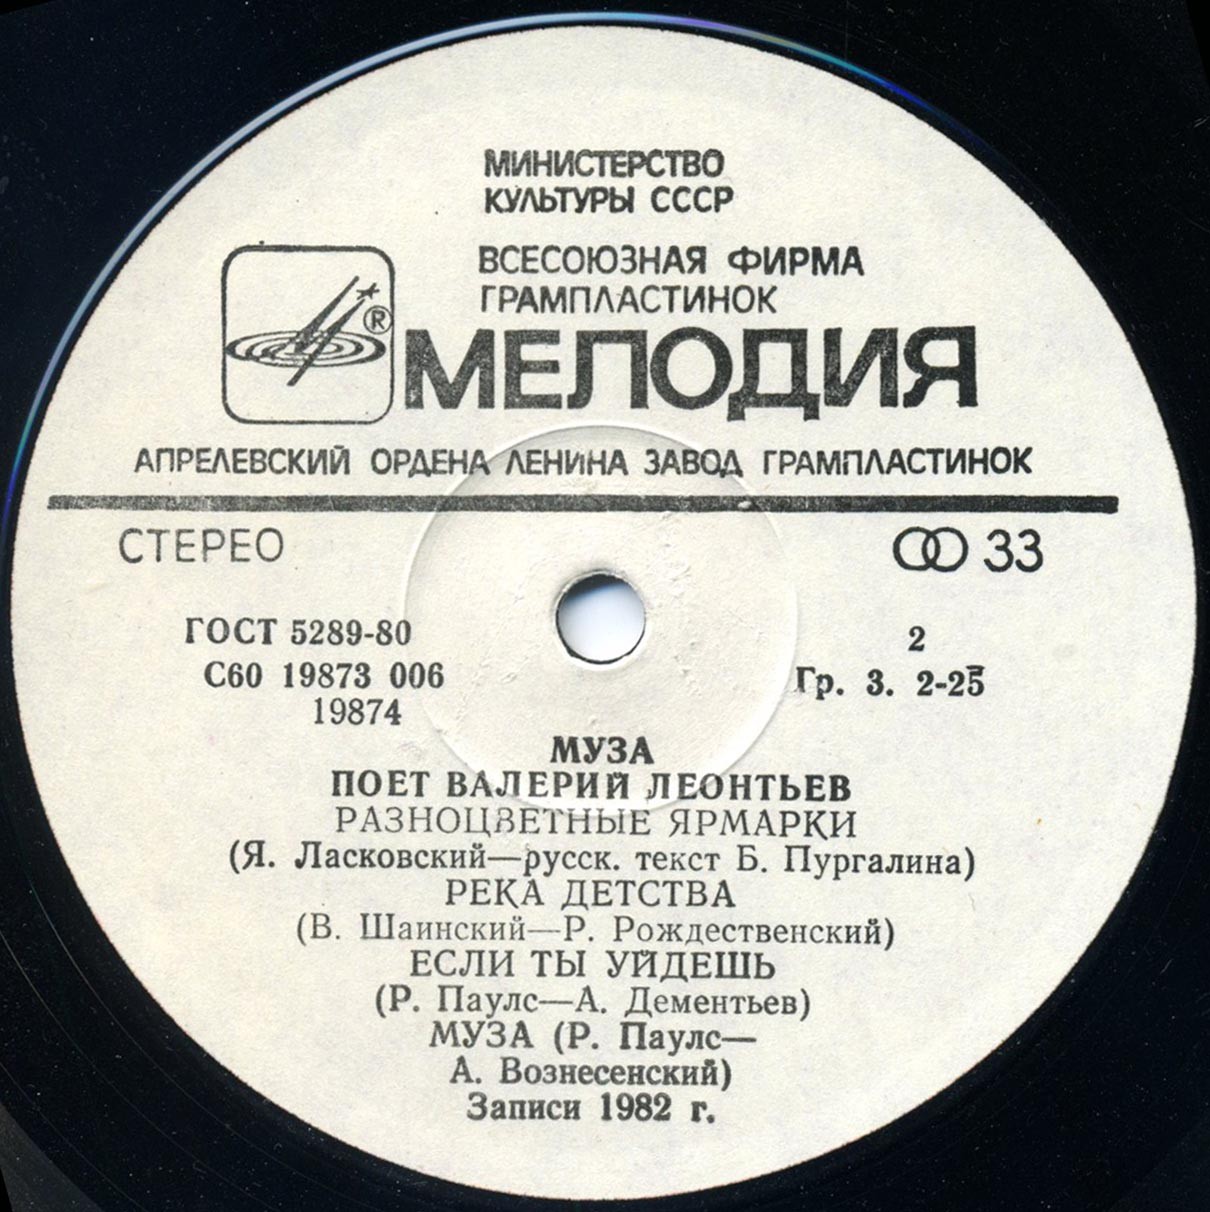 МИНИСТЕРСТВО
КУЛЬТУРЫ СССР
ВСЕСОЮЗНАЯ ФИРМА
ГРАМПЛАСТИНОК
®
МЕЛОДИЯ
АПРЕЛЕВСКИЙ ОРДЕНА ЛЕНИНА ЗАВОД ГРАМПЛАСТИНОК
СТЕРЕО
33
ГОСТ 5289-80
2
С60 19873 006
Гр. 3. 2-25
19874
МУЗА
ПОЕТ ВАЛЕРИЙ ЛЕОНТЬЕВ
РАЗНОЦВЕТНЫЕ ЯРМАРКИ
(Я. Ласковский—русск. текст Б. Пургалина)
РЕКА ДЕТСТВА
(В. Шаинский—Р. Рождественский)
ЕСЛИ ТЫ УЙДЕШЬ
(Р. Паулс—А. Дементьев)
МУЗА (Р. Паулс—
А. Вознесенский)
Записи 1982 г.